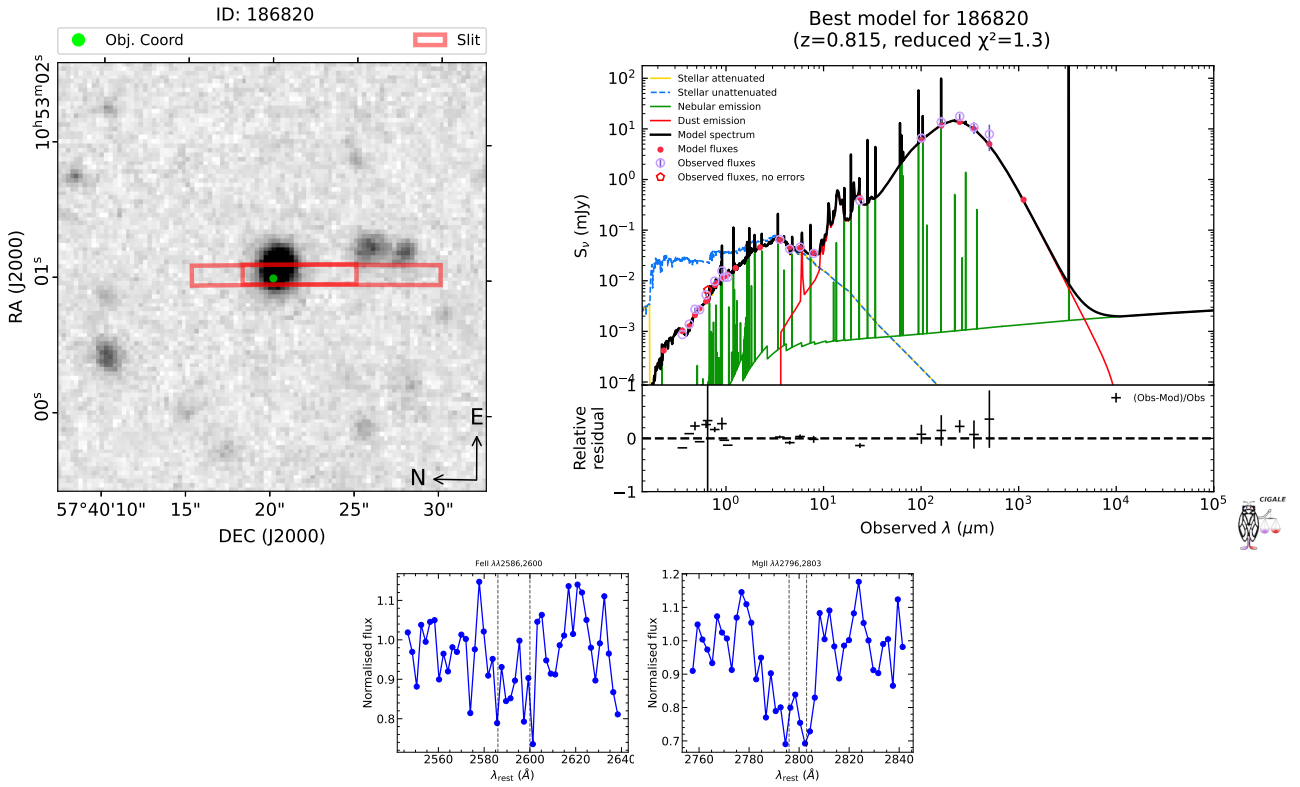 ID: 186820
Obj. Coord
Slit
10ʰ53ᵐ02ˢ
01ˢ
00ˢ
RA (J2000)
E
N
57°40'10" 15" 20" 25" 30"
DEC (J2000)
Best model for 186820
(z=0.815, reduced χ²=1.3)
Stellar attenuated
Stellar unattenuated
Nebular emission
Dust emission
Model spectrum
Model fluxes
Observed fluxes
Observed fluxes, no errors
10²
10¹
10⁰
10⁻¹
10⁻²
10⁻³
10⁻⁴
Sᵥ (mJy)
(Obs-Mod)/Obs
1
0
−1
Relative
residual
10⁰ 10¹ 10² 10³ 10⁴ 10⁵
Observed λ (μm)
CIGALE
FeII λλ2586,2600
1.1
1.0
0.9
0.8
Normalised flux
2560 2580 2600 2620 264
λrest (Å)
MgII λλ2796,2803
1.2
1.1
1.0
0.9
0.8
0.7
Normalised flux
2760 2780 2800 2820 2840
λrest (Å)